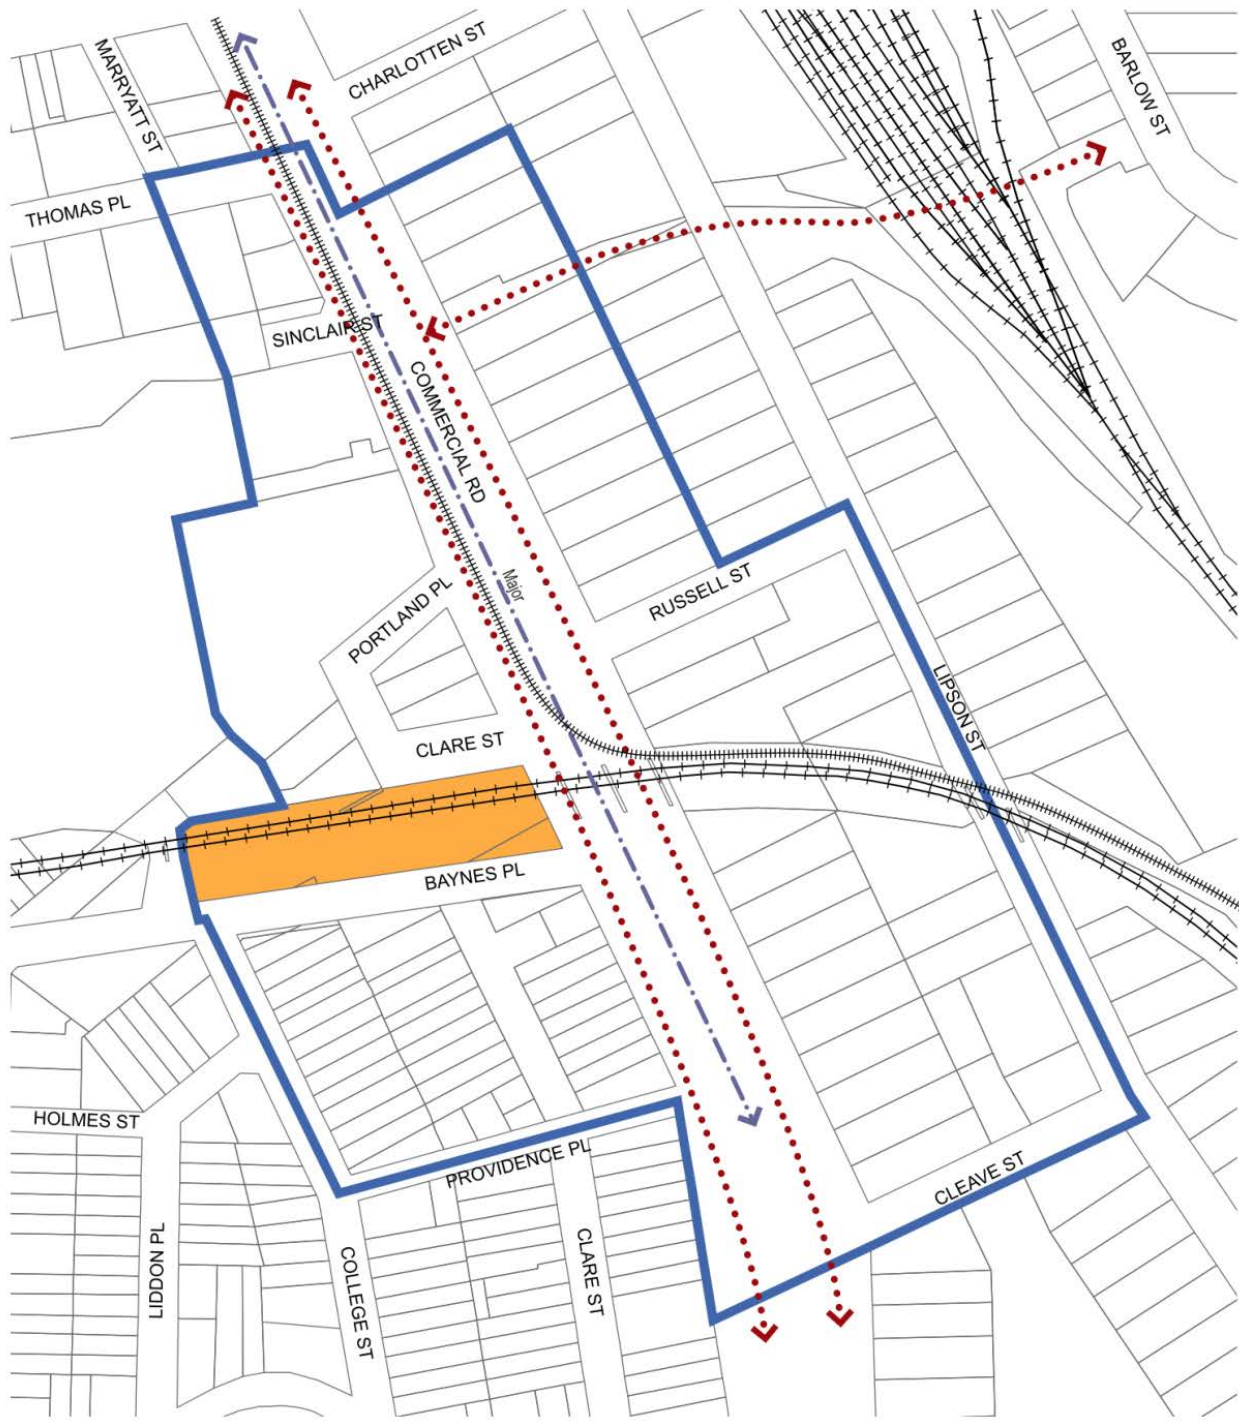 CHARLOTTEN ST
MARRYATT ST
BARLOW ST
THOMAS PL
SINCLAIR ST
COMMERCIAL RD
Major
RUSSELL ST
PORTLAND PL
LIPSON ST
CLARE ST
BAYNES PL
HOLMES ST
PROVIDENCE PL
CLEAVE ST
LIDDON PL
COLLEGE ST
CLARE ST